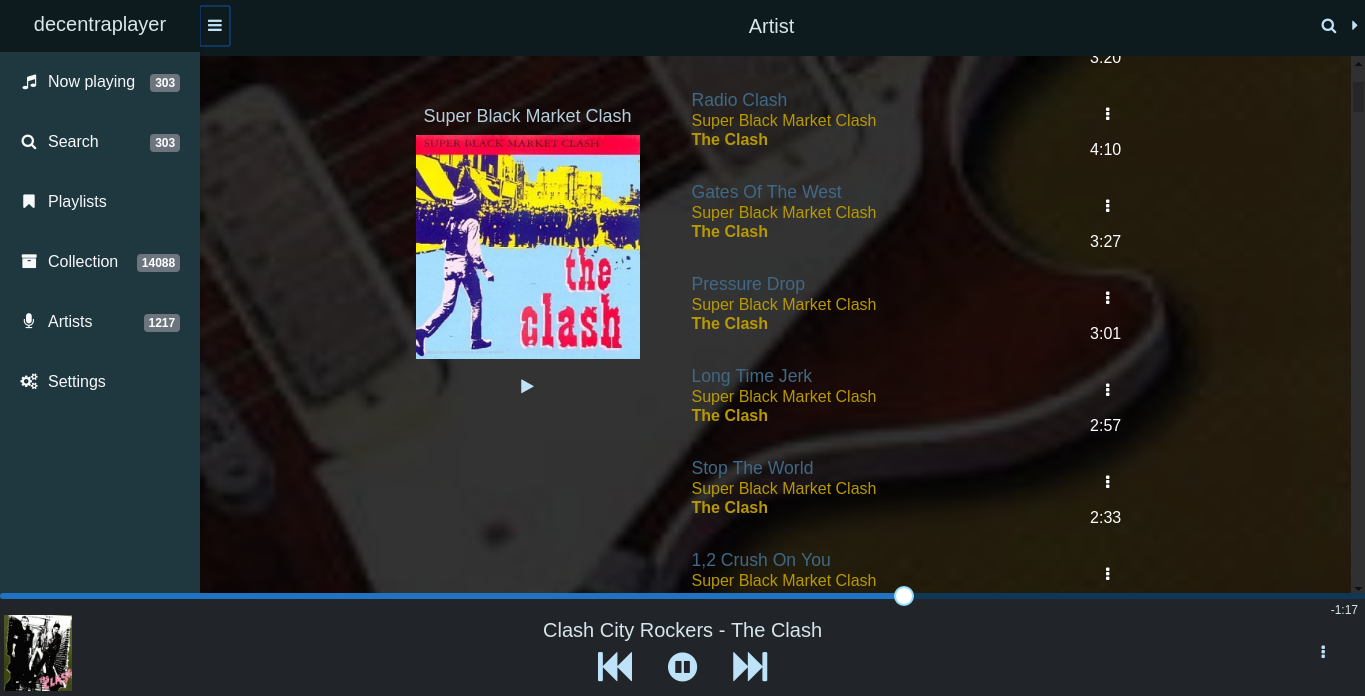 decentraplayer
Artist
Now playing 303
Search 303
Playlists
Collection 14088
Artists 1217
Settings
Super Black Market Clash
SUPER BLACK MARKET CLASH
the
clash
3:20
Radio Clash
Super Black Market Clash
The Clash
4:10
Gates Of The West
Super Black Market Clash
The Clash
3:27
Pressure Drop
Super Black Market Clash
The Clash
3:01
Long Time Jerk
Super Black Market Clash
The Clash
2:57
Stop The World
Super Black Market Clash
The Clash
2:33
1,2 Crush On You
Super Black Market Clash
-1:17
Clash City Rockers - The Clash